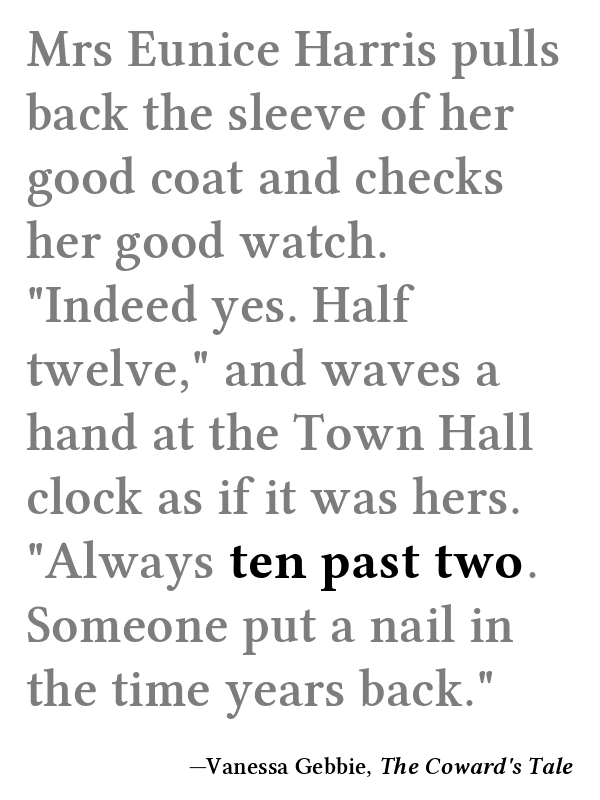 Mrs Eunice Harris pulls
back the sleeve of her
good coat and checks
her good watch.
"Indeed yes. Half
twelve," and waves a
hand at the Town Hall
clock as if it was hers.
"Always ten past two.
Someone put a nail in
the time years back."
—Vanessa Gebbie, The Coward's Tale